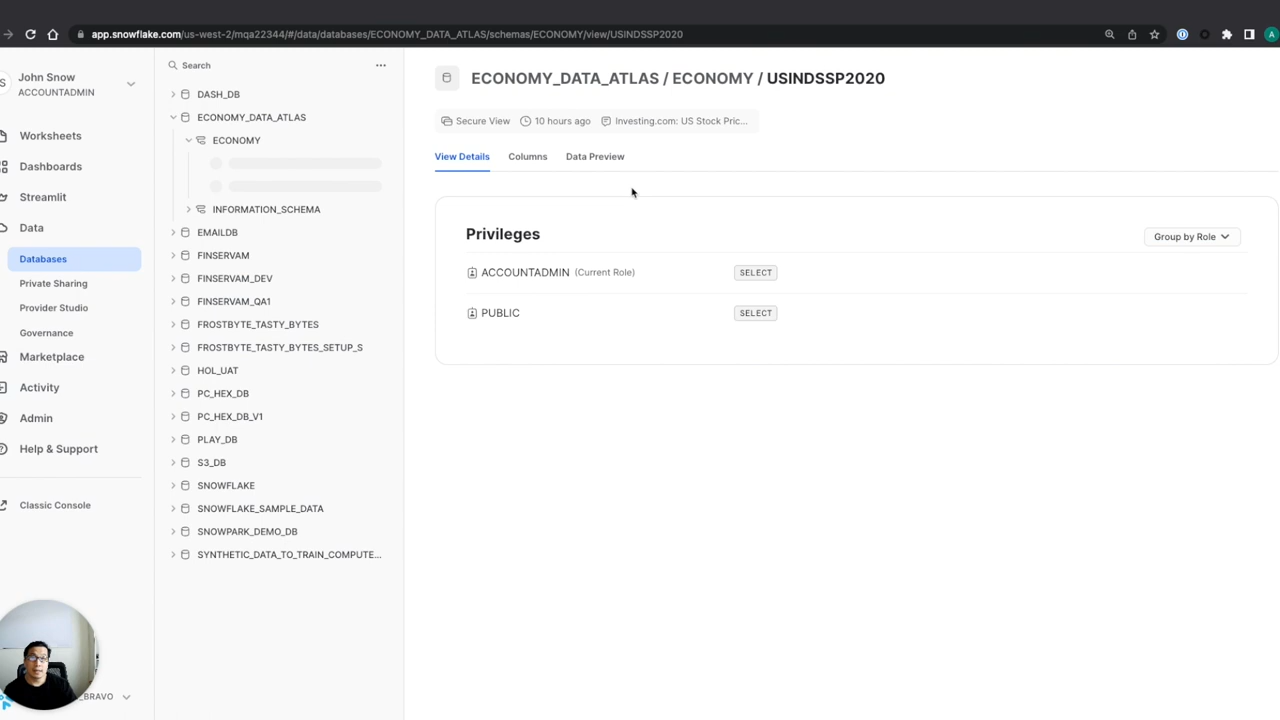 app.snowflake.com/us-west-2/mqa22344/#/data/databases/ECONOMY_DATA_ATLAS/schemas/ECONOMY/view/USINDSSP2020
A
S
John Snow
ACCOUNTADMIN
Worksheets
Dashboards
Streamlit
Data
Databases
Private Sharing
Provider Studio
Governance
Marketplace
Activity
Admin
Help & Support
Classic Console
_BRAVO
Search
DASH_DB
ECONOMY_DATA_ATLAS
ECONOMY
INFORMATION_SCHEMA
EMAILDB
FINSERVAM
FINSERVAM_DEV
FINSERVAM_QA1
FROSTBYTE_TASTY_BYTES
FROSTBYTE_TASTY_BYTES_SETUP_S
HOL_UAT
PC_HEX_DB
PC_HEX_DB_V1
PLAY_DB
S3_DB
SNOWFLAKE
SNOWFLAKE_SAMPLE_DATA
SNOWPARK_DEMO_DB
SYNTHETIC_DATA_TO_TRAIN_COMPUTE...
ECONOMY_DATA_ATLAS / ECONOMY / USINDSSP2020
Secure View 10 hours ago Investing.com: US Stock Pric...
View Details Columns Data Preview
Privileges
Group by Role
ACCOUNTADMIN (Current Role) SELECT
PUBLIC SELECT